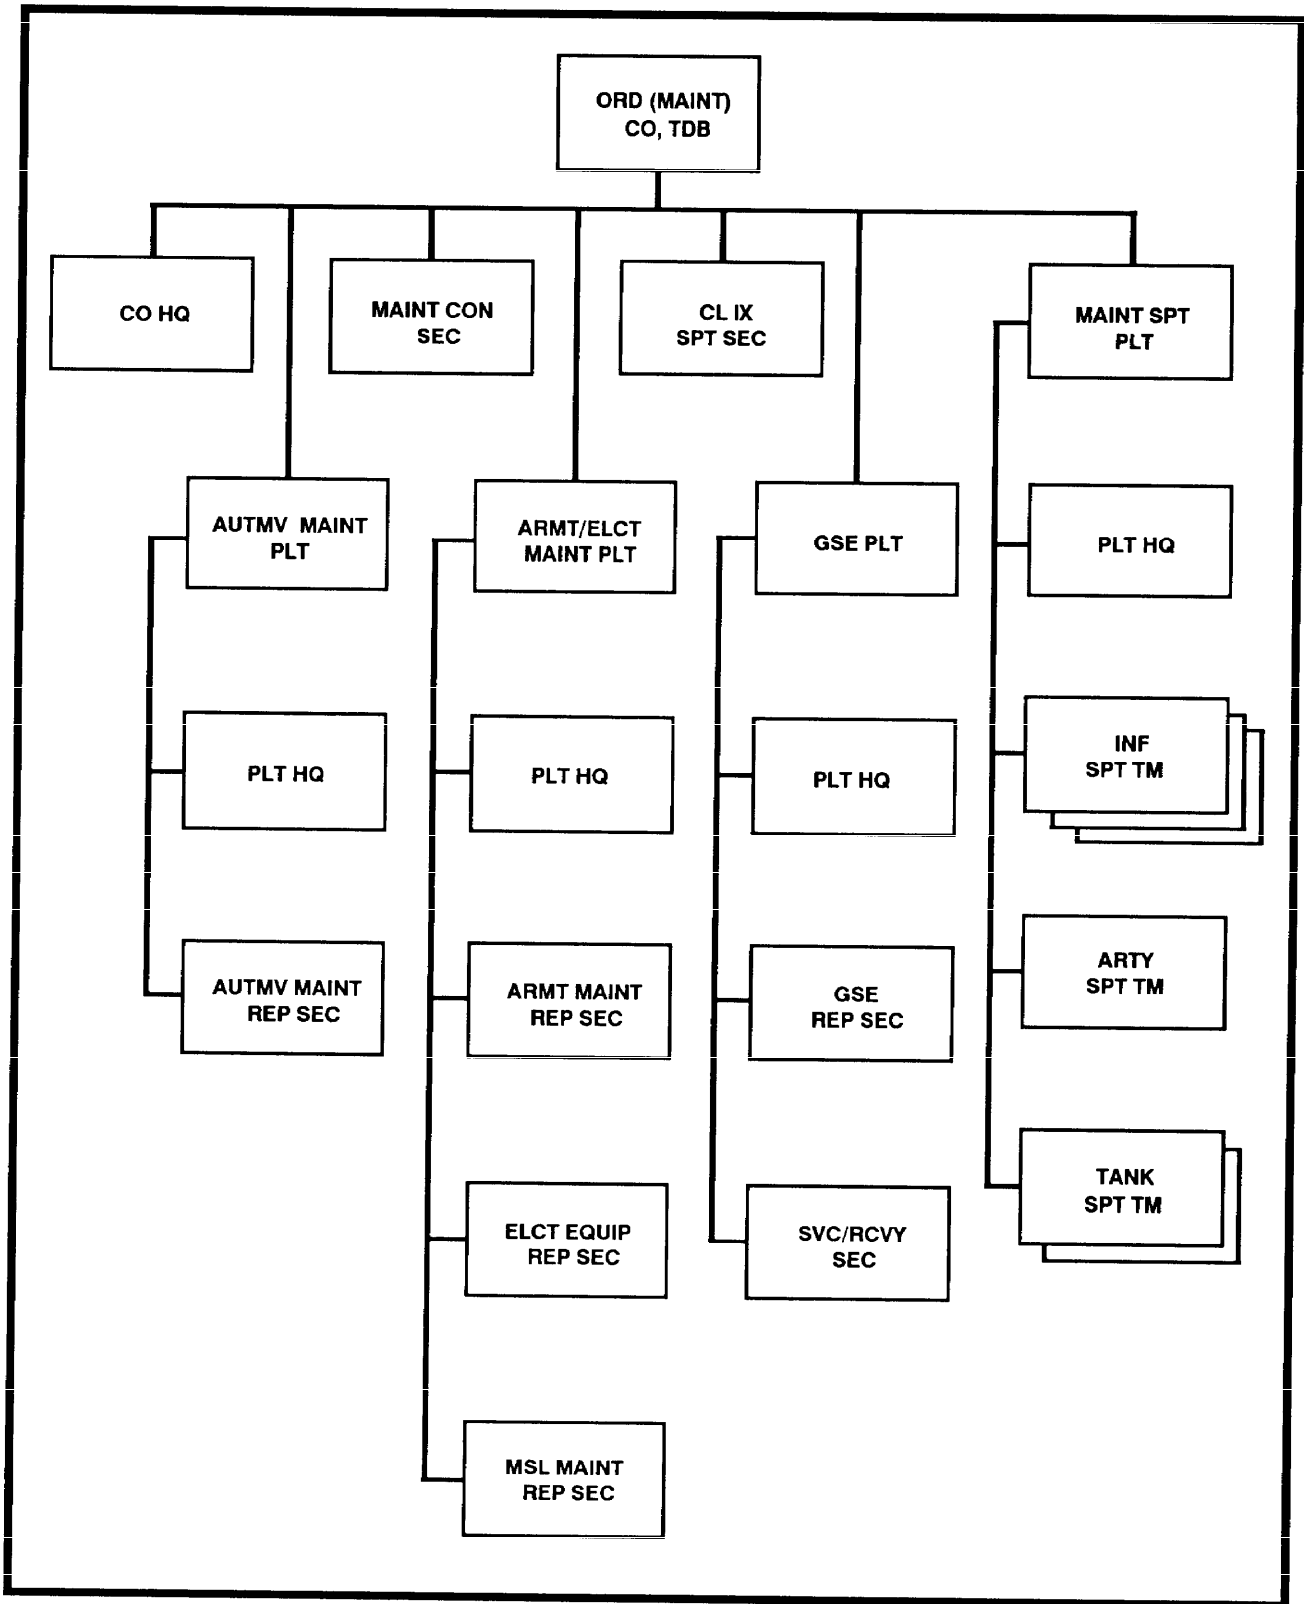 ORD (MAINT)
CO, TDB
CO HQ
MAINT CON
SEC
CL IX
SPT SEC
MAINT SPT
PLT
AUTMV MAINT
PLT
ARMT/ELCT
MAINT PLT
GSE PLT
PLT HQ
PLT HQ
PLT HQ
PLT HQ
INF
SPT TM
AUTMV MAINT
REP SEC
ARMT MAINT
REP SEC
GSE
REP SEC
ARTY
SPT TM
ELCT EQUIP
REP SEC
SVC/RCVY
SEC
TANK
SPT TM
MSL MAINT
REP SEC